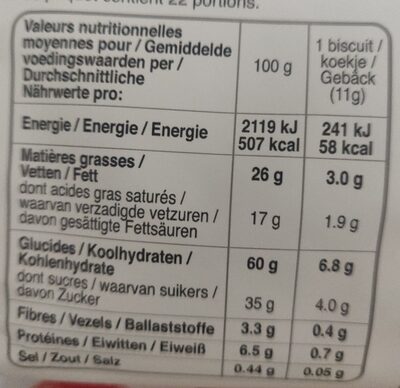 contient 22 portions.
Valeurs nutritionnelles
moyennes pour / Gemiddelde
voedingswaarden per /
Durchschnittliche
Nährwerte pro:
100 g
1 biscuit /
koekje /
Gebäck
(11g)
Energie / Energie / Energie
2119 kJ
507 kcal
241 kJ
58 kcal
Matières grasses /
Vetten / Fett
26 g
3.0 g
dont acides gras saturés /
waarvan verzadigde vetzuren /
davon gesättigte Fettsäuren
17 g
1.9 g
Glucides / Koolhydraten /
Kohlenhydrate
60 g
6.8 g
dont sucres / waarvan suikers /
davon Zucker
35 g
4.0 g
Fibres / Vezels / Ballaststoffe
3.3 g
0.4 g
Protéines / Eiwitten / Eiweiß
6.5 g
0.7 g
Sel / Zout / Salz
0.44 g
0.05 g